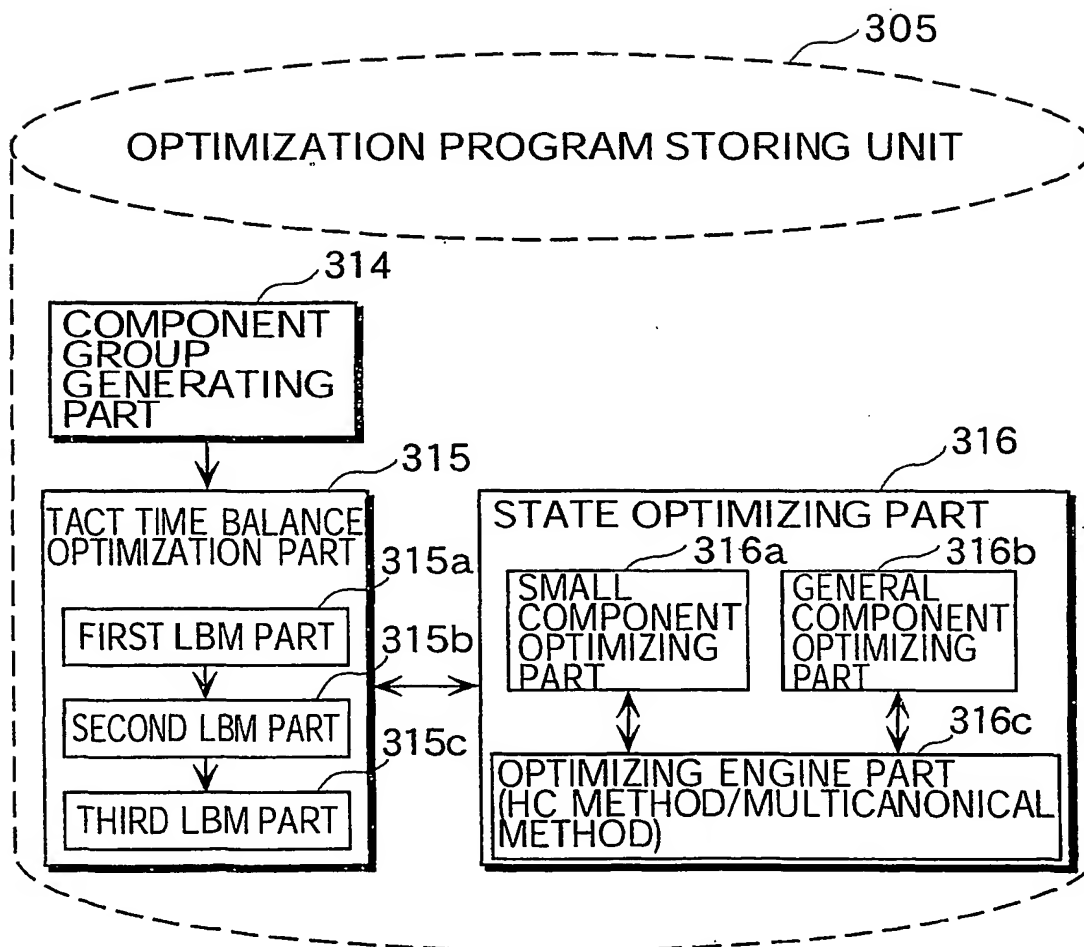 305
OPTIMIZATION PROGRAM STORING UNIT
314
COMPONENT
GROUP
GENERATING
PART
315
TACT TIME BALANCE
OPTIMIZATION PART
315a
FIRST LBM PART
315b
SECOND LBM PART
315c
THIRD LBM PART
316
STATE OPTIMIZING PART
316a
SMALL
COMPONENT
OPTIMIZING
PART
316b
GENERAL
COMPONENT
OPTIMIZING
PART
316c
OPTIMIZING ENGINE PART
(HC METHOD/MULTICANONICAL
METHOD)